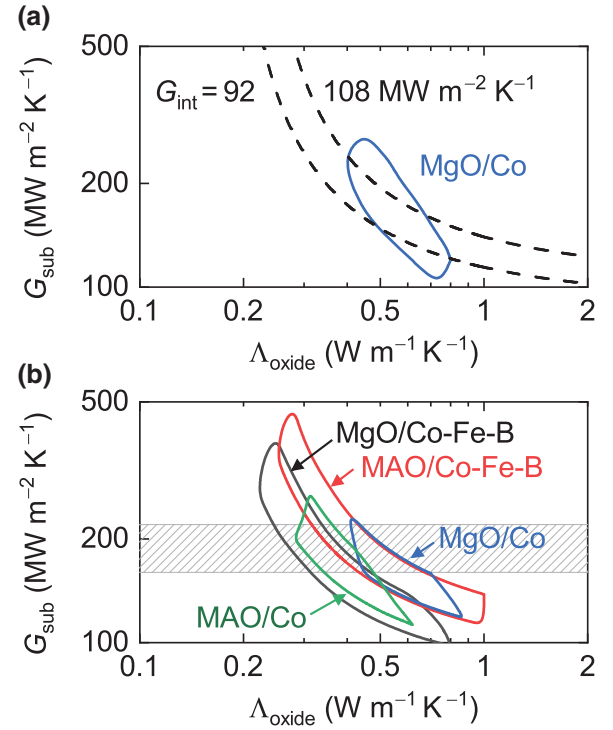 (a)
500
G_int = 92
108 MW m⁻² K⁻¹
MgO/Co
200
100
G_sub (MW m⁻² K⁻¹)
0.1 0.2 0.5 1 2
Λ_oxide (W m⁻¹ K⁻¹)
(b)
500
MgO/Co-Fe-B
MAO/Co-Fe-B
200
MgO/Co
MAO/Co
100
G_sub (MW m⁻² K⁻¹)
0.1 0.2 0.5 1 2
Λ_oxide (W m⁻¹ K⁻¹)